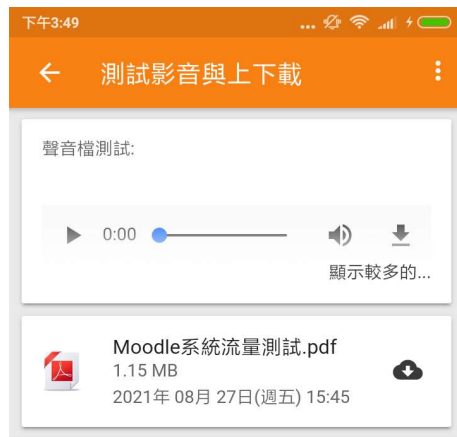 下午3:49
...
測試影音與上下載
聲音檔測試:
0:00
顯示較多的...
Moodle系統流量測試.pdf
1.15 MB
2021年 08月 27日(週五) 15:45